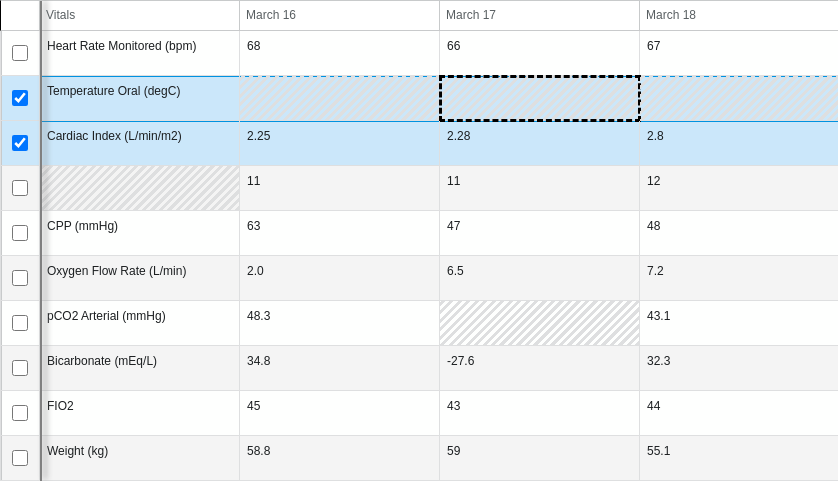 Vitals March 16 March 17 March 18
Heart Rate Monitored (bpm) 68 66 67
Temperature Oral (degC)
Cardiac Index (L/min/m2) 2.25 2.28 2.8
11 11 12
CPP (mmHg) 63 47 48
Oxygen Flow Rate (L/min) 2.0 6.5 7.2
pCO2 Arterial (mmHg) 48.3 43.1
Bicarbonate (mEq/L) 34.8 -27.6 32.3
FIO2 45 43 44
Weight (kg) 58.8 59 55.1